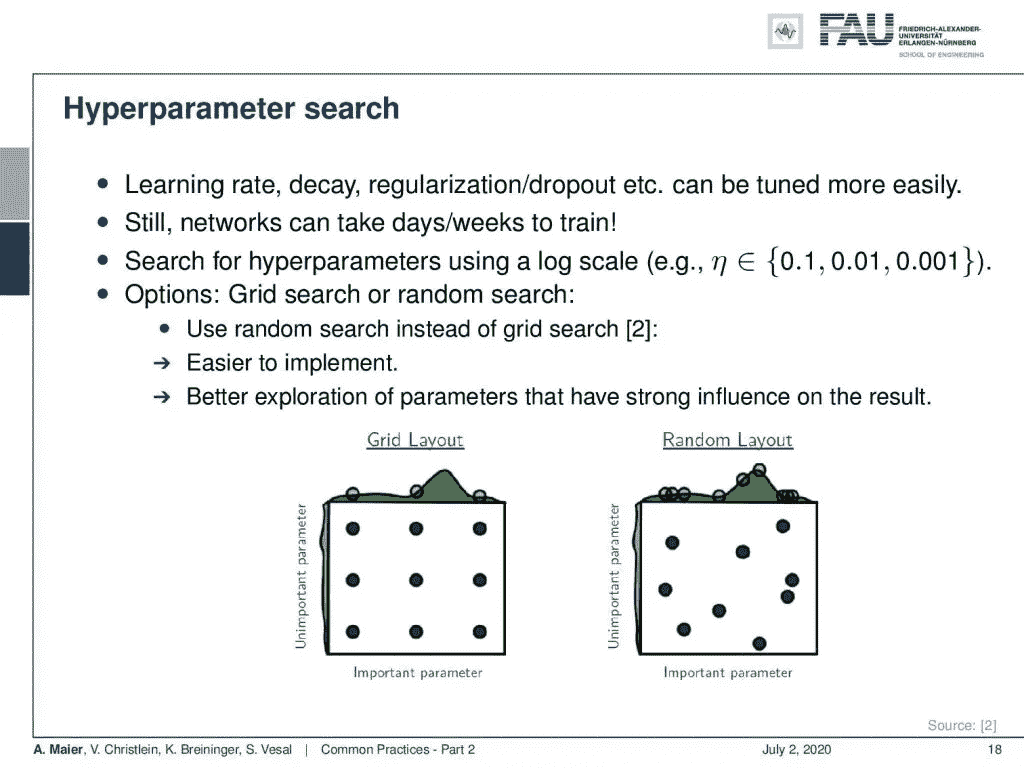 FAU
FRIEDRICH-ALEXANDER-
UNIVERSITÄT
ERLANGEN-NÜRNBERG
SCHOOL OF ENGINEERING
Hyperparameter search
• Learning rate, decay, regularization/dropout etc. can be tuned more easily.
• Still, networks can take days/weeks to train!
• Search for hyperparameters using a log scale (e.g., η ∈ {0.1, 0.01, 0.001}).
• Options: Grid search or random search:
• Use random search instead of grid search [2]:
→ Easier to implement.
→ Better exploration of parameters that have strong influence on the result.
Grid Layout
Unimportant parameter
Important parameter
Random Layout
Unimportant parameter
Important parameter
Source: [2]
A. Maier, V. Christlein, K. Breininger, S. Vesal | Common Practices - Part 2 July 2, 2020 18